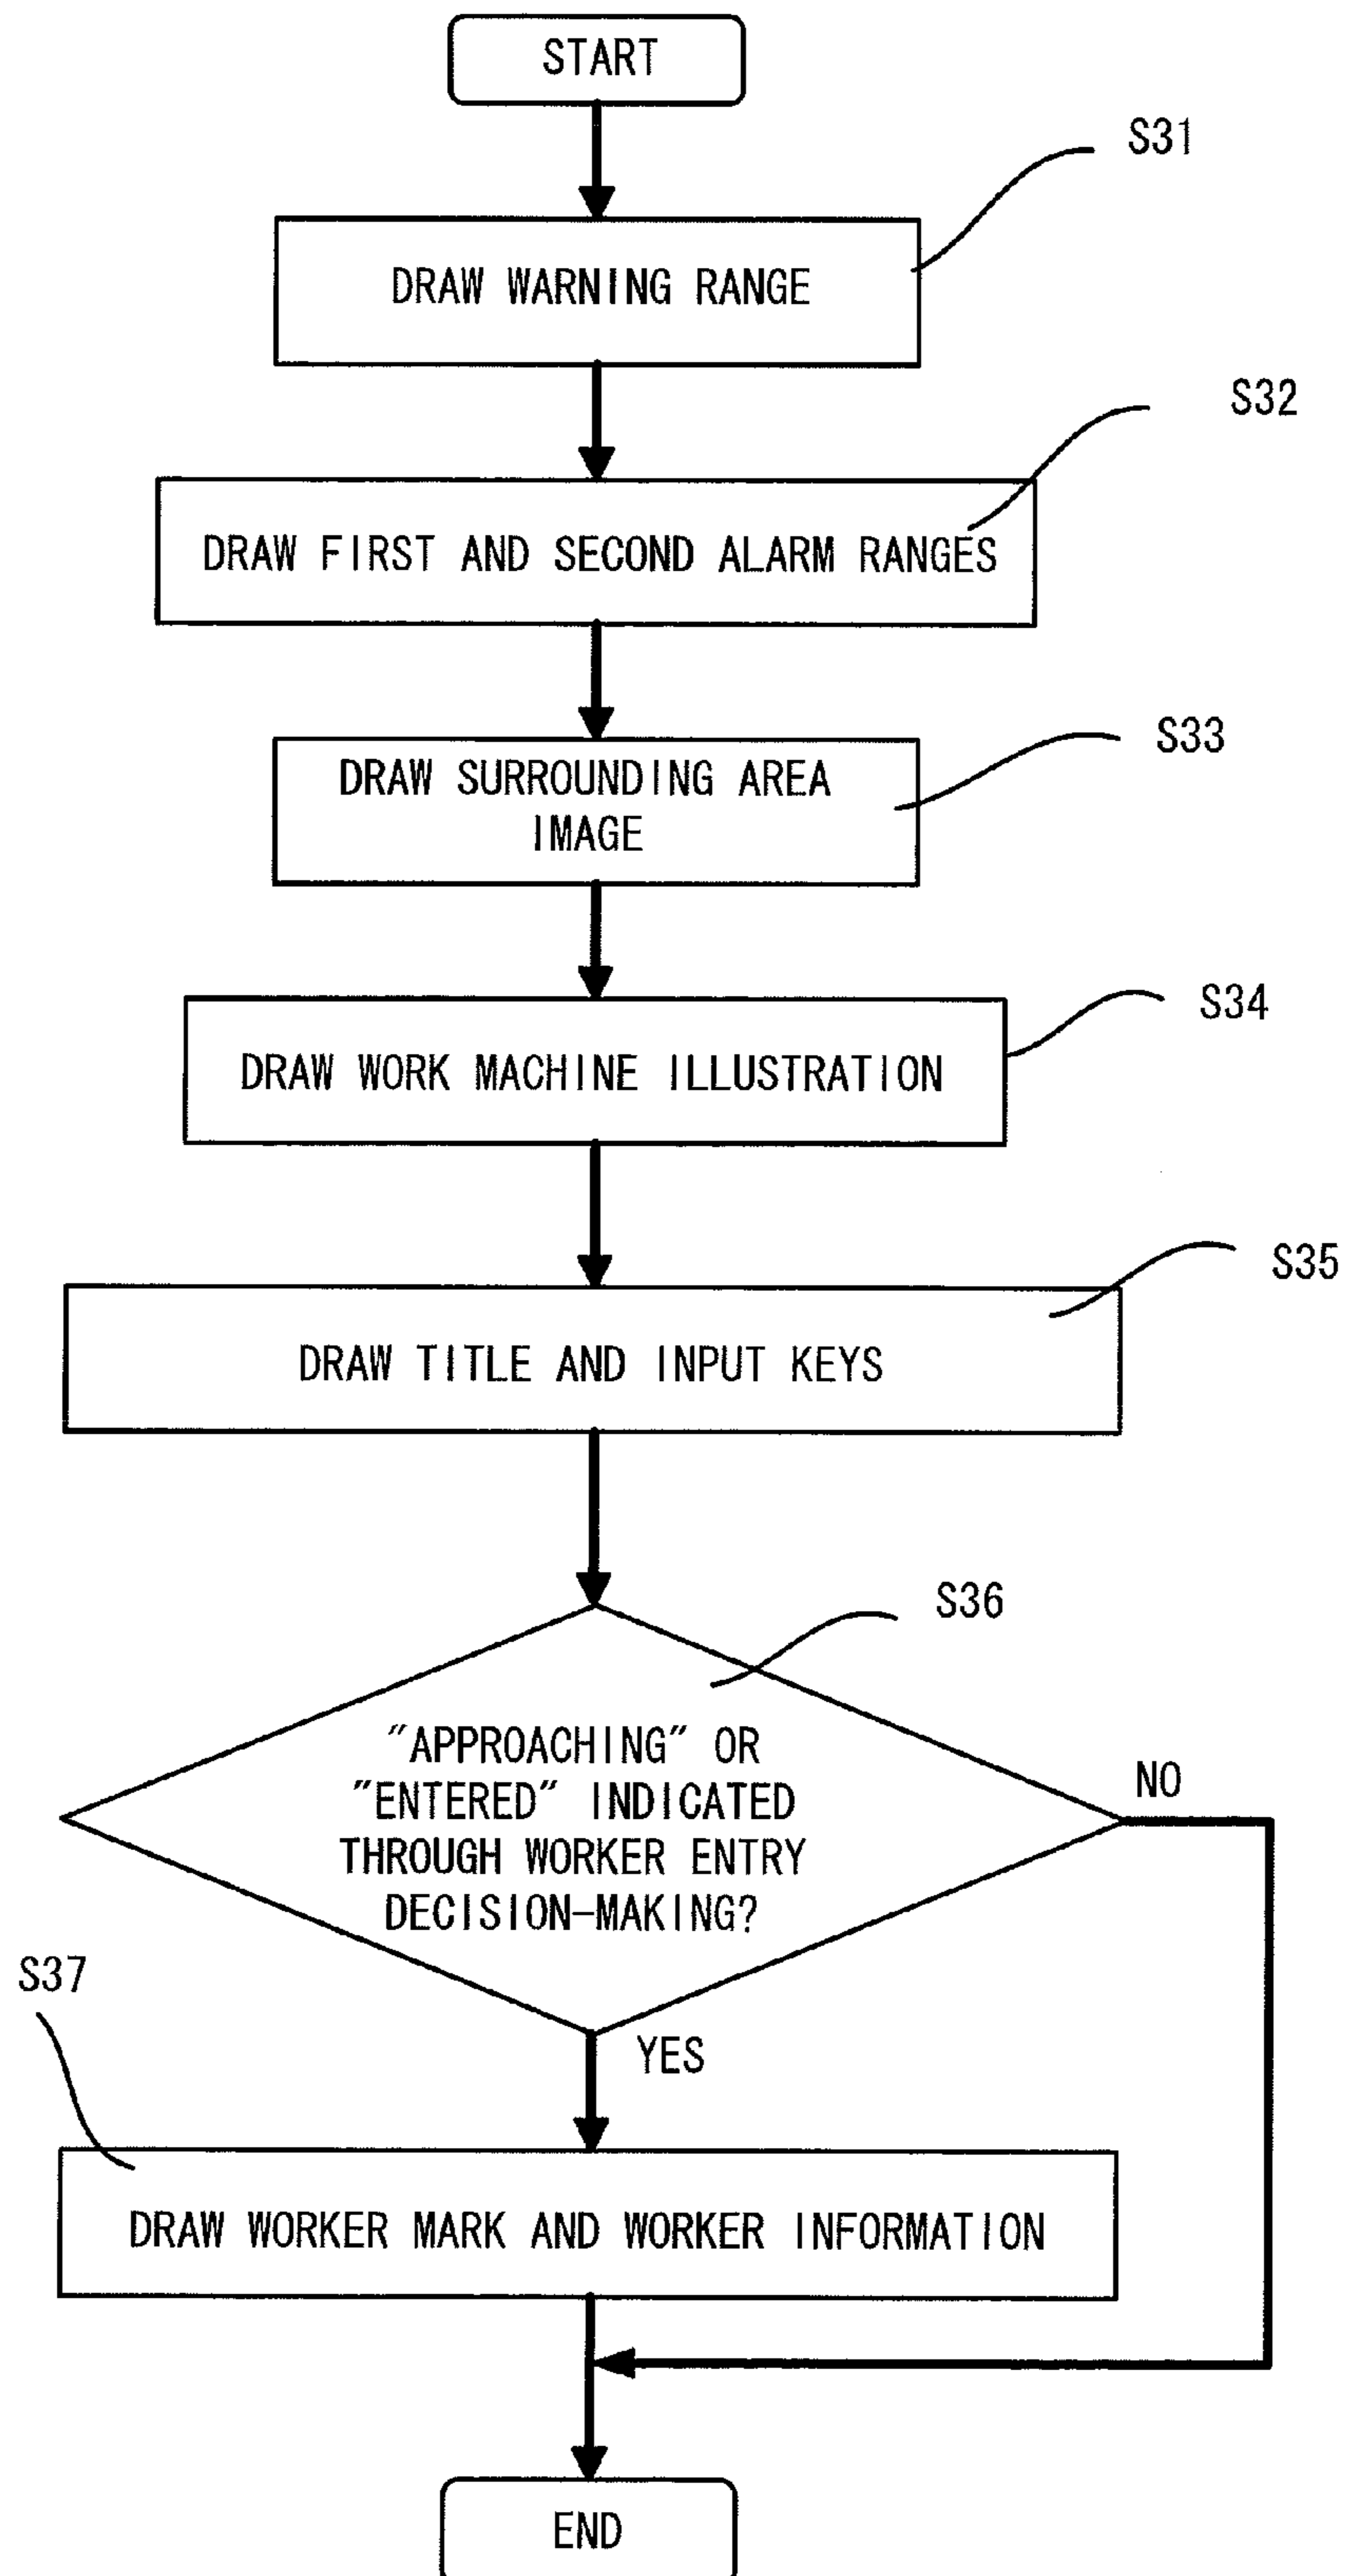 START
S31
DRAW WARNING RANGE
S32
DRAW FIRST AND SECOND ALARM RANGES
S33
DRAW SURROUNDING AREA
IMAGE
S34
DRAW WORK MACHINE ILLUSTRATION
S35
DRAW TITLE AND INPUT KEYS
S36
"APPROACHING" OR
"ENTERED" INDICATED
THROUGH WORKER ENTRY
DECISION-MAKING?
NO
YES
S37
DRAW WORKER MARK AND WORKER INFORMATION
END